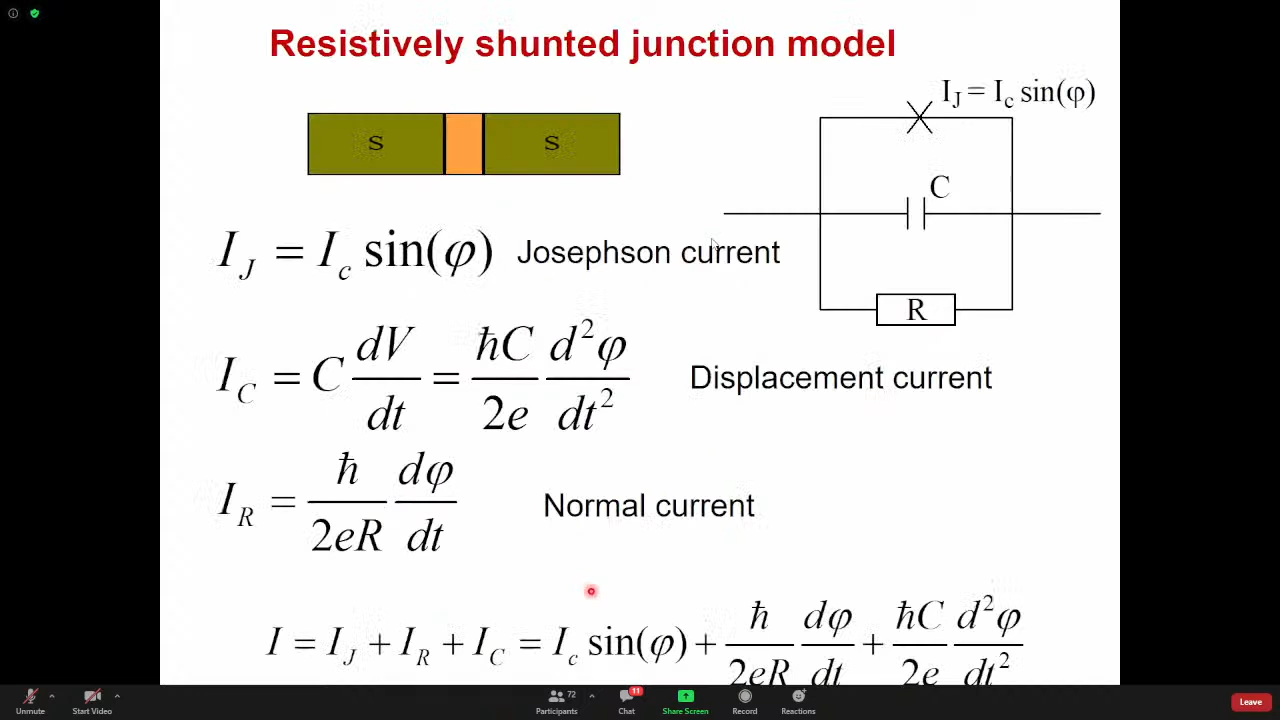 Resistively shunted junction model
I_J = I_c sin(φ)
S S
C
I_J = I_c sin(φ) Josephson current
R
I_C = C dV/dt = ħC/2e d²φ/dt² Displacement current
I_R = ħ/2eR dφ/dt Normal current
I = I_J + I_R + I_C = I_c sin(φ) + ħ/2eR dφ/dt + ħC/2e d²φ/dt²
72 11
Unmute Start Video Participants Chat Share Screen Record Reactions Leave